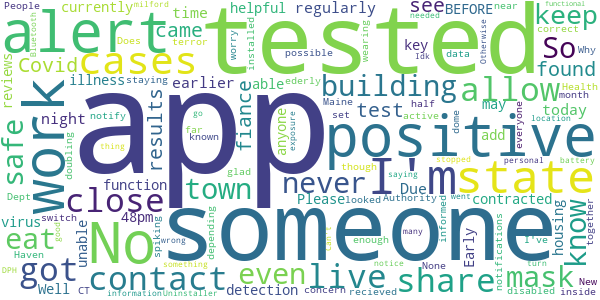 People currently milford came time helpful regularly see BEFORE needed near keep functional
alert tested Does terror worry possible wearing key data Otherwise correct Why
Bluetooth installed
reviews Covid cases earlier able ederly building allow So found
illness staying test Maine half may Health month
safe work night results notify app fiance anyone go set active add today everyone
doubling far known positive dome location
thing exposure I'm state
close function town glad never though saying personal battery
virus Dept 48pm Please looked Authority stopped went Due contracted
switch depending someone many informed Early housing know
eat No unable spiking wrong can't notifications together
Haven good enough I've
got contact even live share mask
DPH something notice None turn New
Well CT information Uninstaller detection concern recieved disabled inside Idk